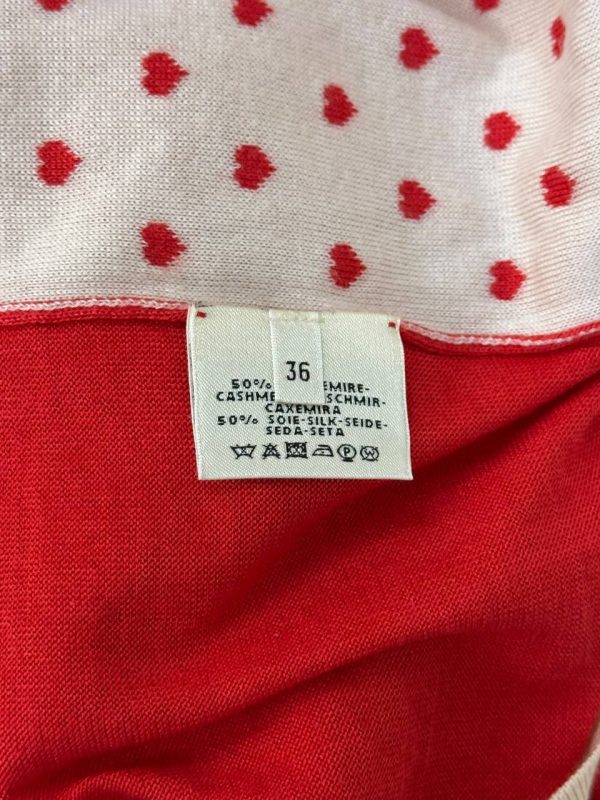 36
50% EMIRE-
CASHME SCHMIR-
CAXEMIRA
50% SOIE-SILK-SEIDE-
SEDA-SETA
P W